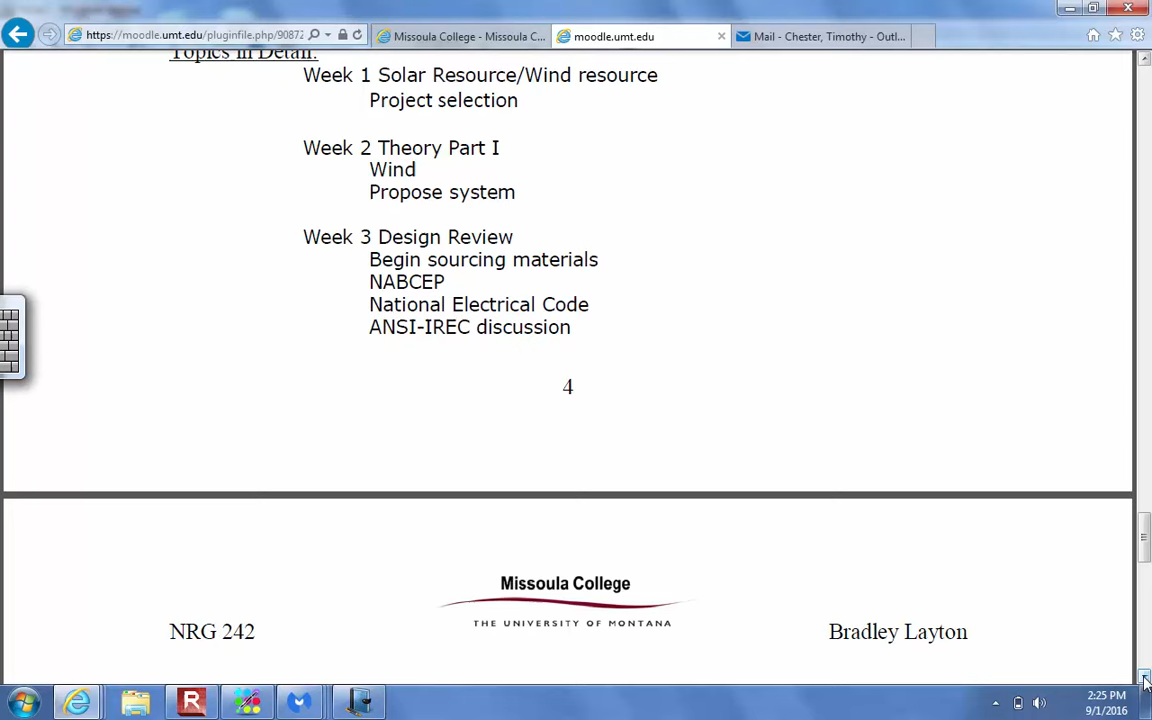 https://moodle.umt.edu/pluginfile.php/90872
Missoula College - Missoula C...
moodle.umt.edu
Mail - Chester, Timothy - Outl...
Topics in Detail:
Week 1 Solar Resource/Wind resource
Project selection
Week 2 Theory Part I
Wind
Propose system
Week 3 Design Review
Begin sourcing materials
NABCEP
National Electrical Code
ANSI-IREC discussion
4
Missoula College
THE UNIVERSITY OF MONTANA
NRG 242
Bradley Layton
R
2:25 PM
9/1/2016